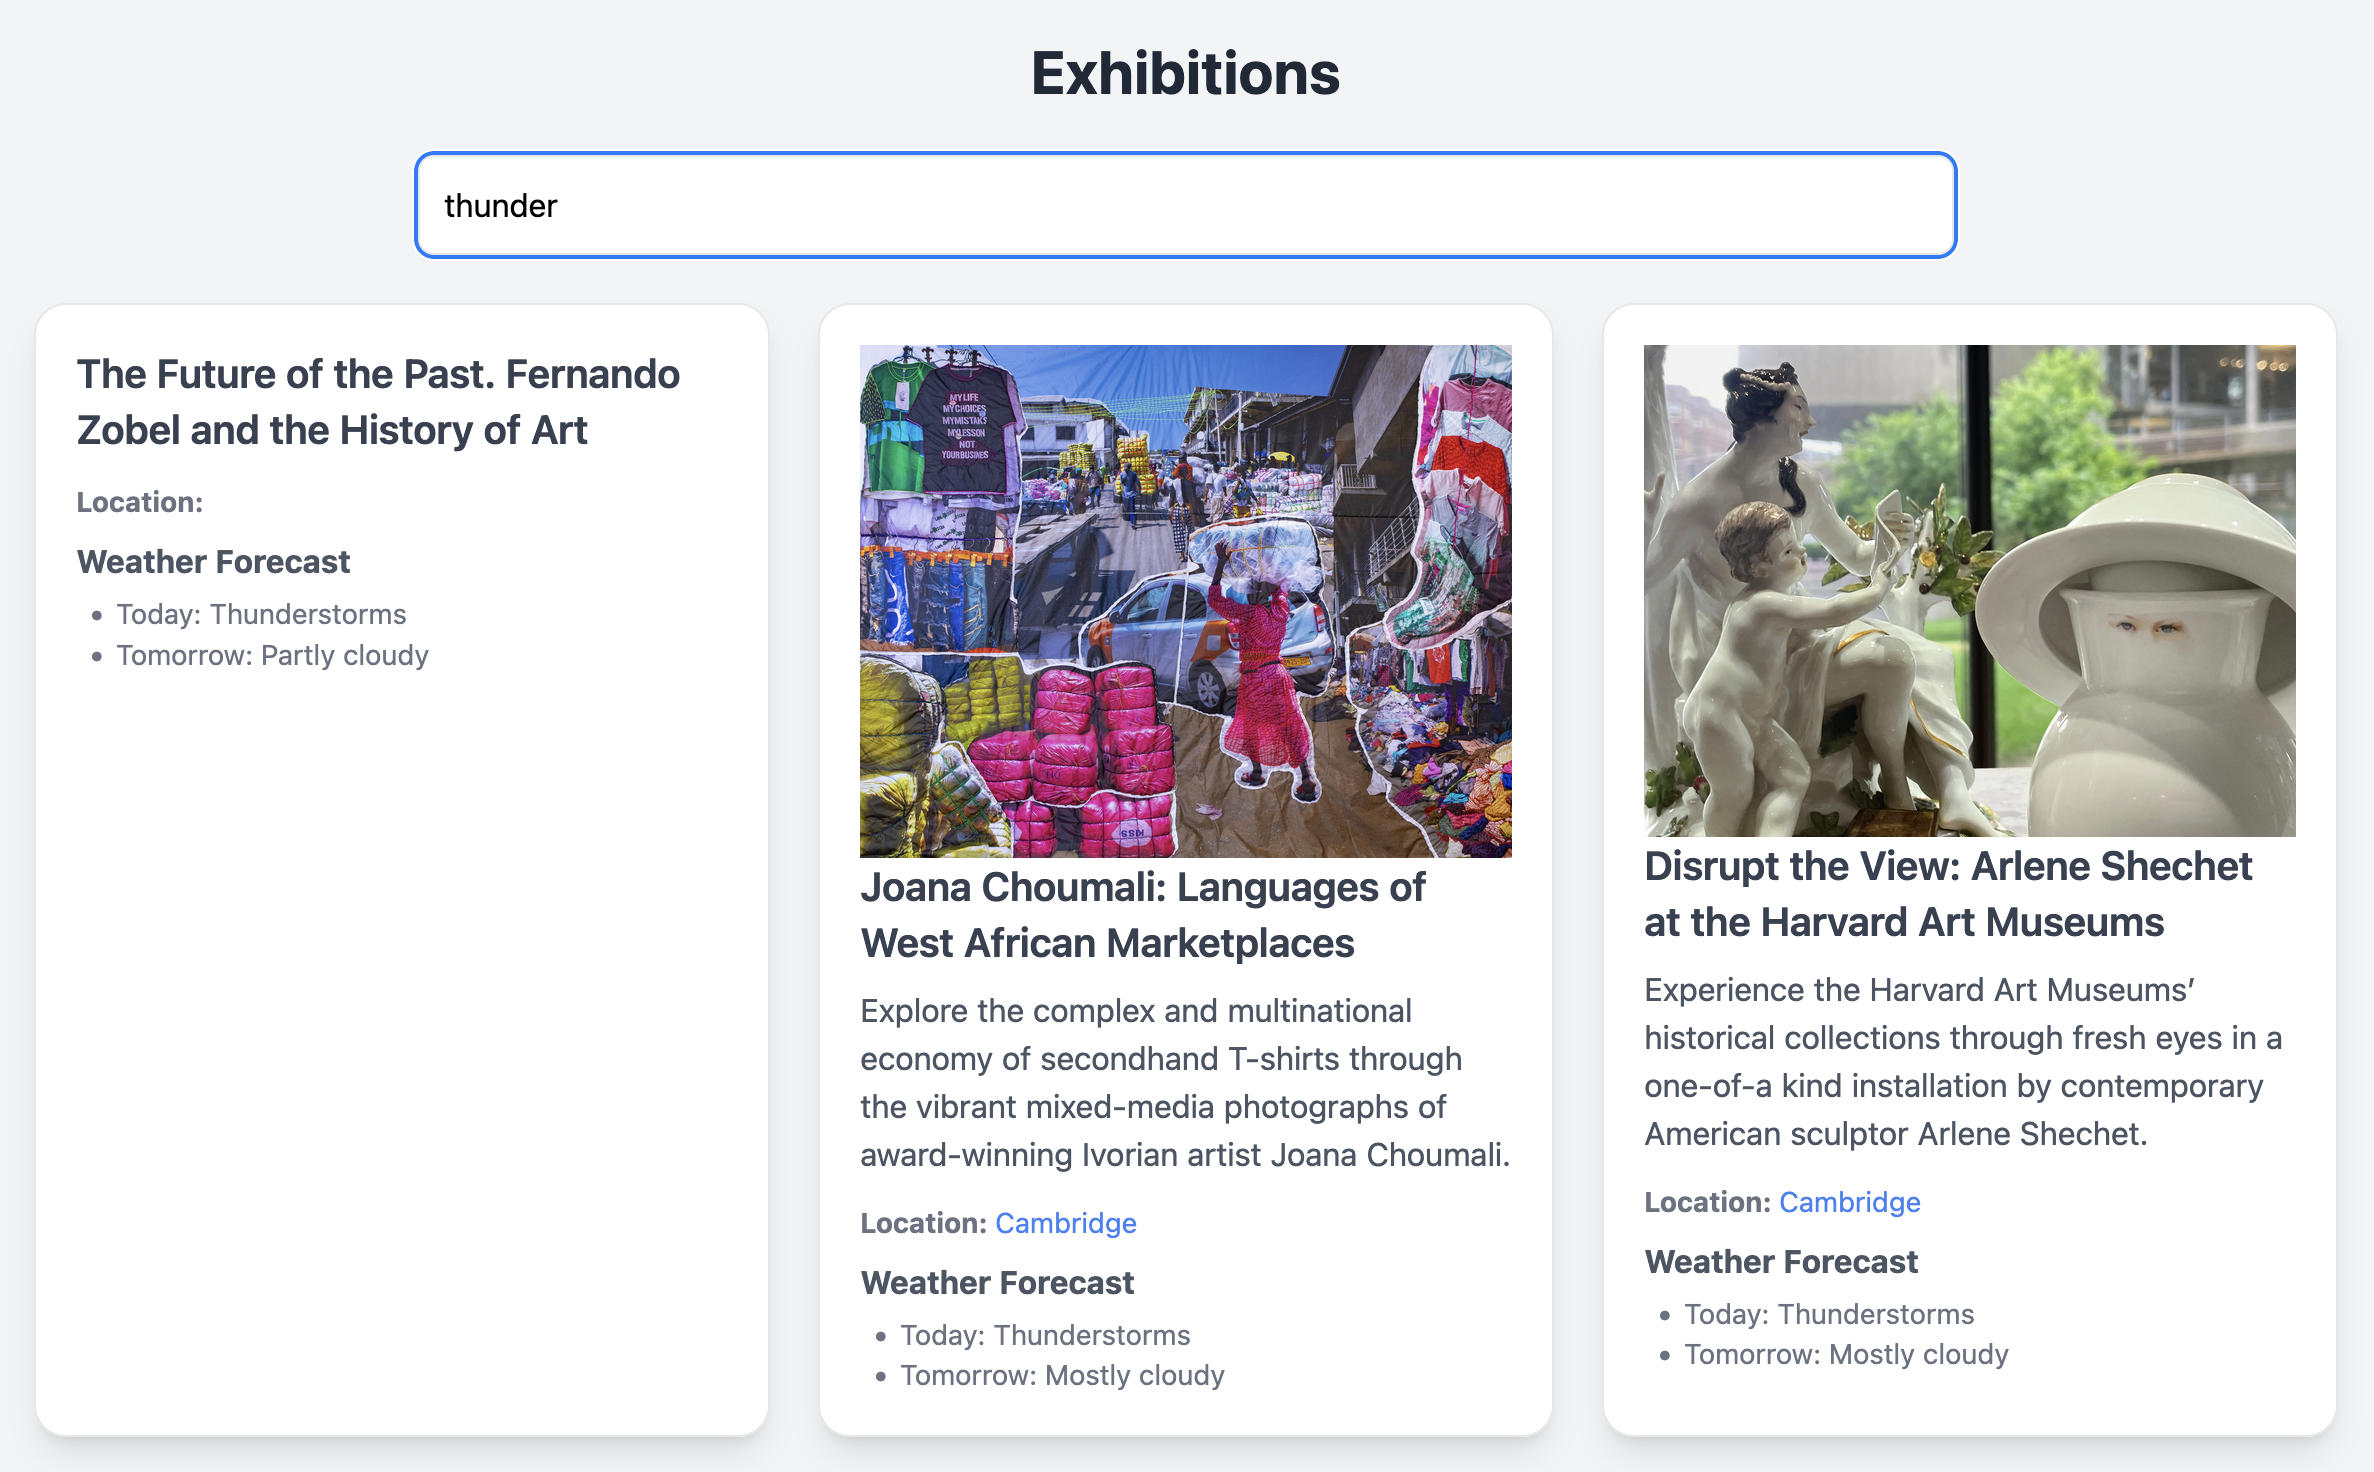 Exhibitions
thunder
The Future of the Past. Fernando
Zobel and the History of Art
Location:
Weather Forecast
• Today: Thunderstorms
• Tomorrow: Partly cloudy
MY LIFE
MY CHOICES
MY MISTAKS
MY LESSON
NOT
YOUR BUSINES
KISS
Joana Choumali: Languages of
West African Marketplaces
Explore the complex and multinational
economy of secondhand T-shirts through
the vibrant mixed-media photographs of
award-winning Ivorian artist Joana Choumali.
Location: Cambridge
Weather Forecast
• Today: Thunderstorms
• Tomorrow: Mostly cloudy
Disrupt the View: Arlene Shechet
at the Harvard Art Museums
Experience the Harvard Art Museums’
historical collections through fresh eyes in a
one-of-a kind installation by contemporary
American sculptor Arlene Shechet.
Location: Cambridge
Weather Forecast
• Today: Thunderstorms
• Tomorrow: Mostly cloudy